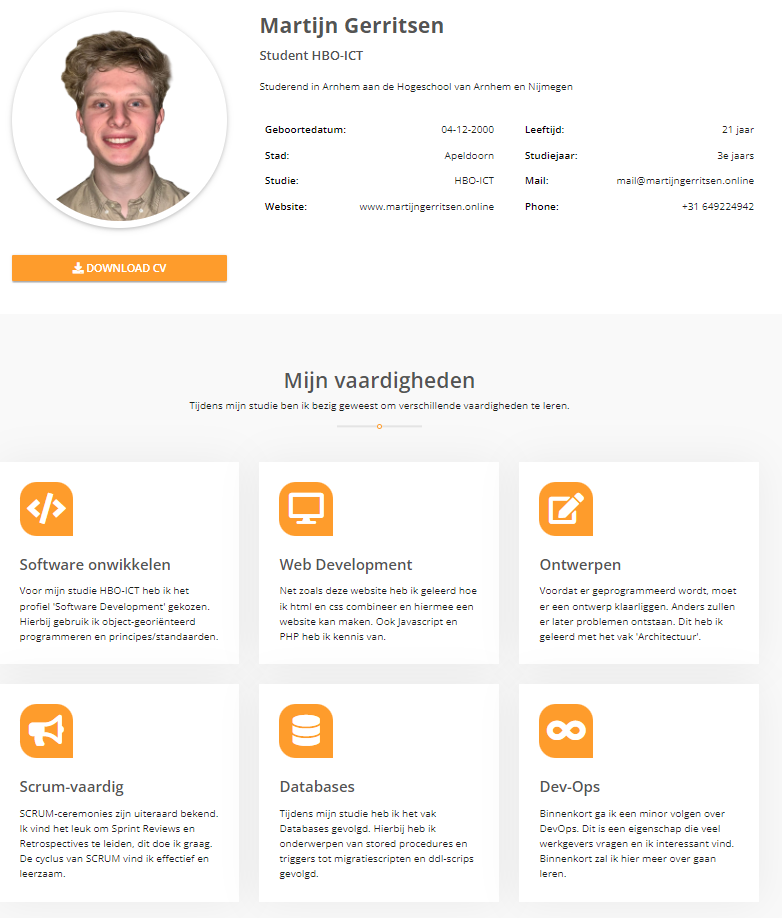 Martijn Gerritsen
Student HBO-ICT
Studerend in Arnhem aan de Hogeschool van Arnhem en Nijmegen
Geboortedatum: 04-12-2000 Leeftijd: 21 jaar
Stad: Apeldoorn Studiejaar: 3e jaars
Studie: HBO-ICT Mail: mail@martijngerritsen.online
Website: www.martijngerritsen.online Phone: +31 649224942
DOWNLOAD CV
Mijn vaardigheden
Tijdens mijn studie ben ik bezig geweest om verschillende vaardigheden te leren.
Software onwikkelen
Voor mijn studie HBO-ICT heb ik het
profiel 'Software Development' gekozen.
Hierbij gebruik ik object-georiënteerd
programmeren en principes/standaarden.
Web Development
Net zoals deze website heb ik geleerd hoe
ik html en css combineer en hiermee een
website kan maken. Ook Javascript en
PHP heb ik kennis van.
Ontwerpen
Voordat er geprogrammeerd wordt, moet
er een ontwerp klaarliggen. Anders zullen
er later problemen ontstaan. Dit heb ik
geleerd met het vak 'Architectuur'.
Scrum-vaardig
SCRUM-ceremonies zijn uiteraard bekend.
Ik vind het leuk om Sprint Reviews en
Retrospectives te leiden, dit doe ik graag.
De cyclus van SCRUM vind ik effectief en
leerzaam.
Databases
Tijdens mijn studie heb ik het vak
Databases gevolgd. Hierbij heb ik
onderwerpen van stored procedures en
triggers tot migratiescripten en ddl-scrips
gevolgd.
Dev-Ops
Binnenkort ga ik een minor volgen over
DevOps. Dit is een eigenschap die veel
werkgevers vragen en ik interessant vind.
Binnenkort zal ik hier meer over gaan
leren.